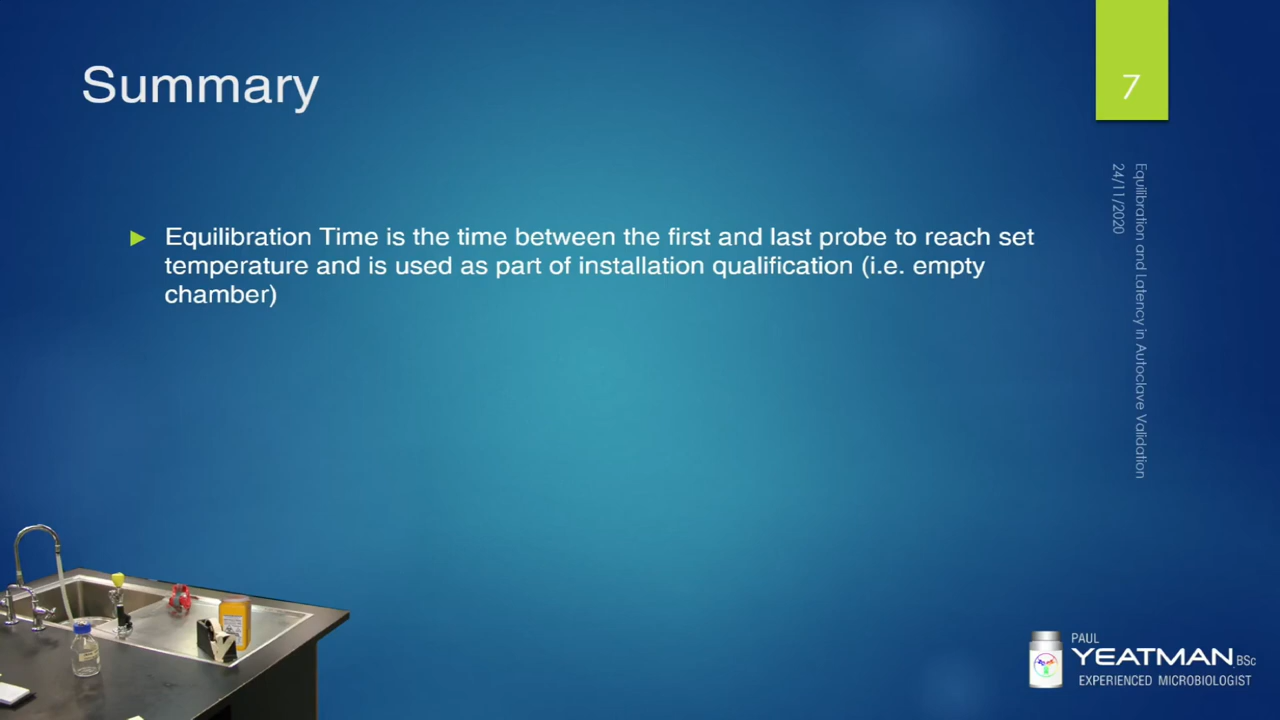 Summary
7
Equilibration Time is the time between the first and last probe to reach set
temperature and is used as part of installation qualification (i.e. empty
chamber)
Equilibration and Latency in Autoclave Validation
24/11/2020
PAUL
YEATMAN, BSc
EXPERIENCED MICROBIOLOGIST